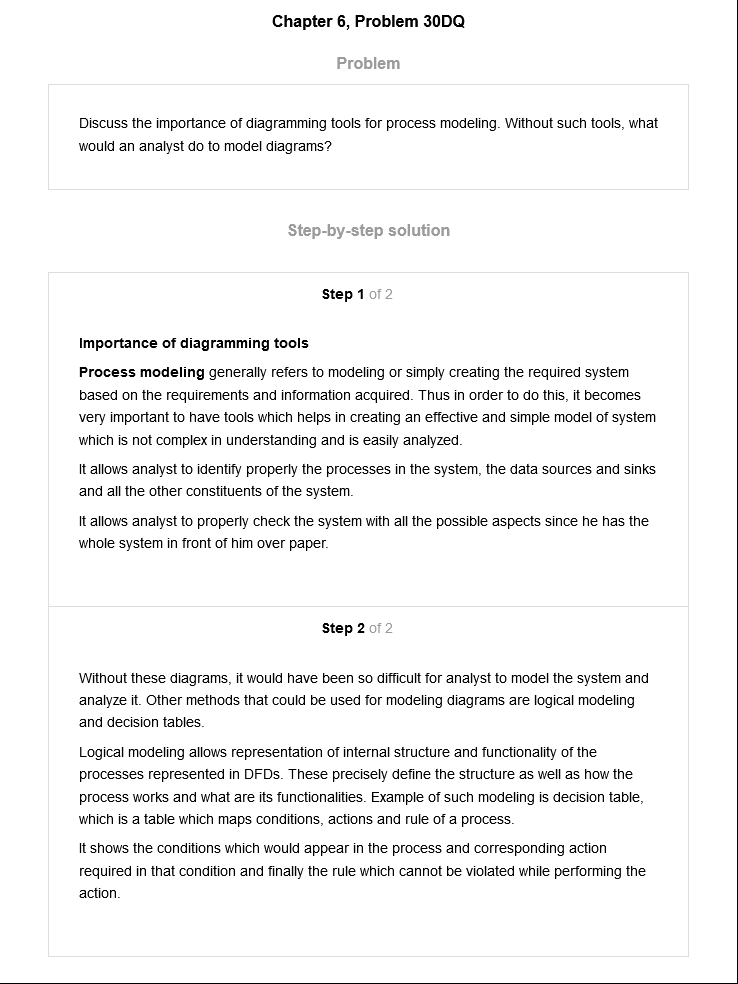 Chapter 6, Problem 30DQ
Problem
Discuss the importance of diagramming tools for process modeling. Without such tools, what
would an analyst do to model diagrams?
Step-by-step solution
Step 1 of 2
Importance of diagramming tools
Process modeling generally refers to modeling or simply creating the required system
based on the requirements and information acquired. Thus in order to do this, it becomes
very important to have tools which helps in creating an effective and simple model of system
which is not complex in understanding and is easily analyzed.
It allows analyst to identify properly the processes in the system, the data sources and sinks
and all the other constituents of the system.
It allows analyst to properly check the system with all the possible aspects since he has the
whole system in front of him over paper.
Step 2 of 2
Without these diagrams, it would have been so difficult for analyst to model the system and
analyze it. Other methods that could be used for modeling diagrams are logical modeling
and decision tables.
Logical modeling allows representation of internal structure and functionality of the
processes represented in DFDs. These precisely define the structure as well as how the
process works and what are its functionalities. Example of such modeling is decision table,
which is a table which maps conditions, actions and rule of a process.
It shows the conditions which would appear in the process and corresponding action
required in that condition and finally the rule which cannot be violated while performing the
action.